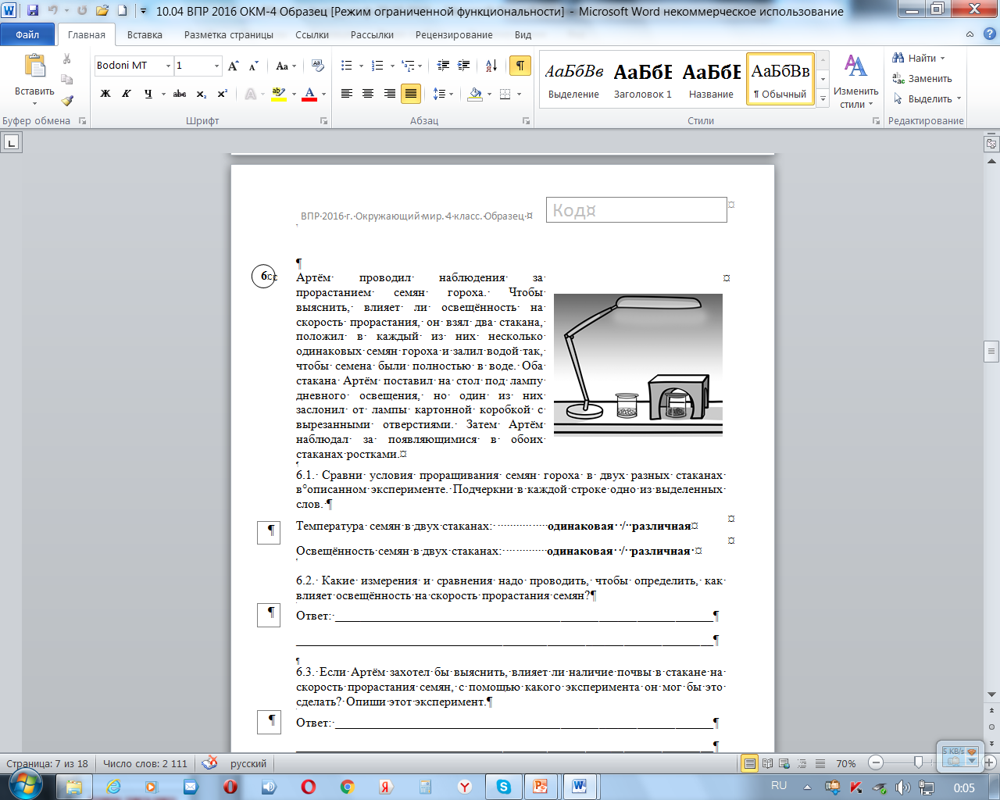 10.04 ВПР 2016 ОКМ-4 Образец [Режим ограниченной функциональности] - Microsoft Word некоммерческое использование
Файл Главная Вставка Разметка страницы Ссылки Рассылки Рецензирование Вид
Вставить
Буфер обмена
Bodoni MT 1
Ж К Ч abc x₂ x²
Шрифт
Абзац
АаБбВв АаБбЕ АаБбЕ АаБбВв
Выделение Заголовок 1 Название ¶ Обычный
Стили
Изменить стили
Найти
Заменить
Выделить
Редактирование
ВПР·2016·г.·Окружающий·мир.·4·класс.·Образец¤
Код¤
¶
6
Артём· проводил· наблюдения· за·
прорастанием· семян· гороха.· Чтобы·
выяснить,· влияет· ли· освещённость· на·
скорость· прорастания,· он· взял· два· стакана,·
положил· в· каждый· из· них· несколько·
одинаковых· семян· гороха· и· залил· водой· так,·
чтобы· семена· были· полностью· в· воде.· Оба·
стакана· Артём· поставил· на· стол· под· лампу·
дневного· освещения,· но· один· из· них·
заслонил· от· лампы· картонной· коробкой· с·
вырезанными· отверстиями.· Затем· Артём·
наблюдал· за· появляющимися· в· обоих·
стаканах·ростками.¤
6.1.· Сравни· условия· проращивания· семян· гороха· в· двух· разных· стаканах·
в°описанном· эксперименте.· Подчеркни· в· каждой· строке· одно· из· выделенных·
слов.·¶
Температура· семян· в· двух· стаканах:· одинаковая··/··различная¤
Освещённость· семян· в· двух· стаканах:· одинаковая··/··различная·¤
6.2.· Какие· измерения· и· сравнения· надо· проводить,· чтобы· определить,· как·
влияет· освещённость· на· скорость· прорастания· семян?¶
Ответ:· ____________¶
____________¶
¶
6.3.· Если· Артём· захотел· бы· выяснить,· влияет· ли· наличие· почвы· в· стакане· на·
скорость· прорастания· семян,· с· помощью· какого· эксперимента· он· мог· бы· это·
сделать?· Опиши· этот· эксперимент.¶
Ответ:· ____________¶
____________¶
Страница: 7 из 18 Число слов: 2 111 русский 70%
5 KB/s
RU 0:05